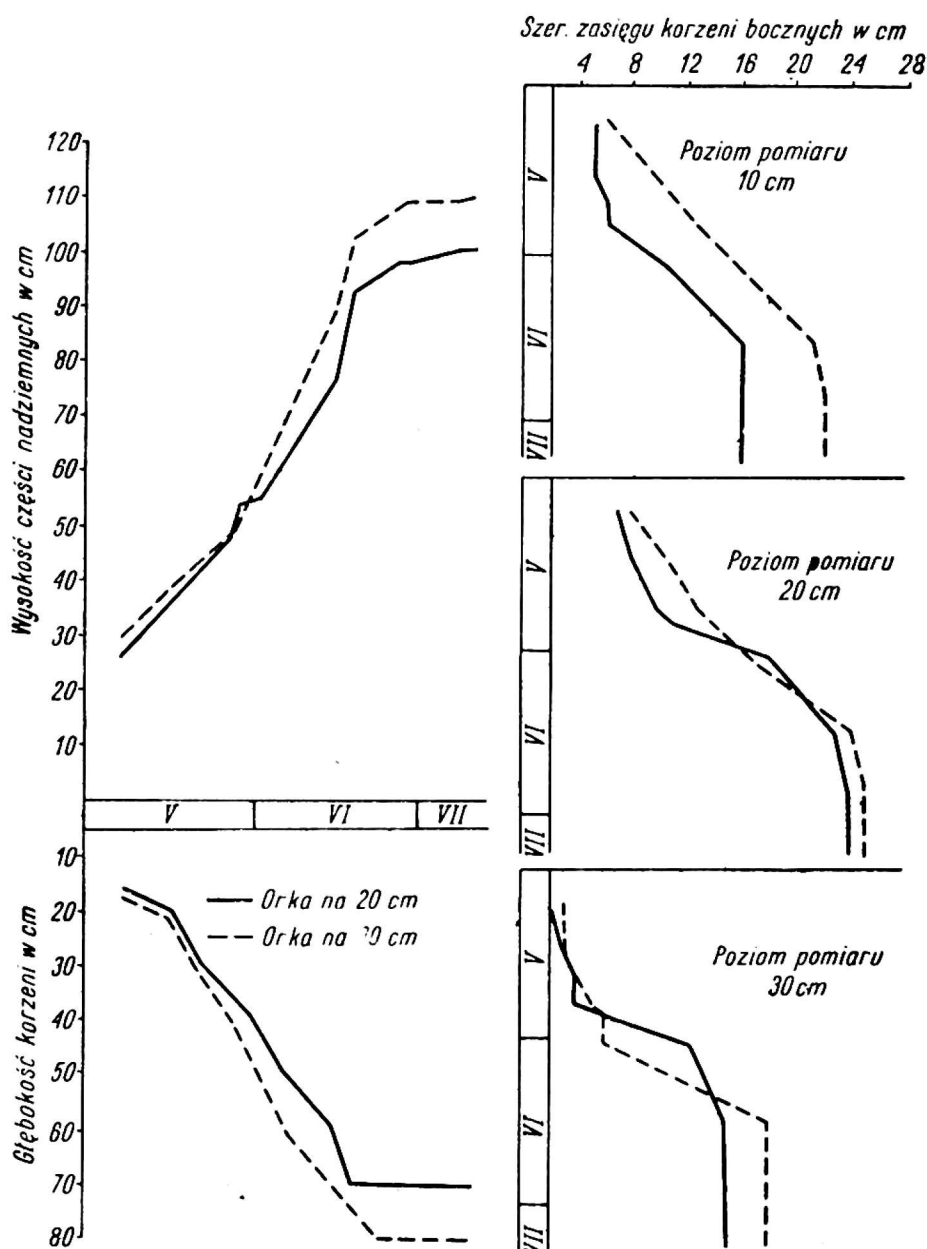 Szer. zasięgu korzeni bocznych w cm
4 8 12 16 20 24 28
Wysokość części nadziemnych w cm
120
110
100
90
80
70
60
50
40
30
20
10
V VI VII
Głębokość korzeni w cm
10
20
30
40
50
60
70
80
Orka na 20 cm
Orka na 0 cm
V
VI
VII
Poziom pomiaru
10 cm
V
VI
VII
Poziom pomiaru
20 cm
V
VI
VII
Poziom pomiaru
30 cm